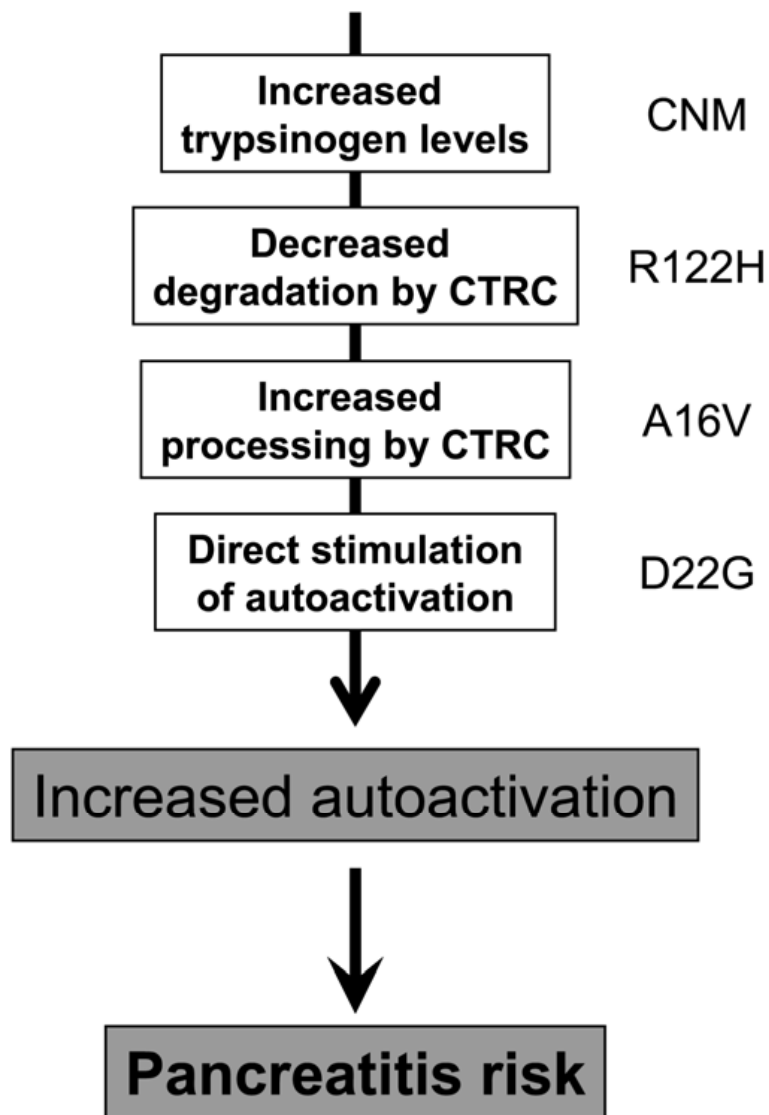 Increased
trypsinogen levels
CNM
Decreased
degradation by CTRC
R122H
Increased
processing by CTRC
A16V
Direct stimulation
of autoactivation
D22G
Increased autoactivation
Pancreatitis risk